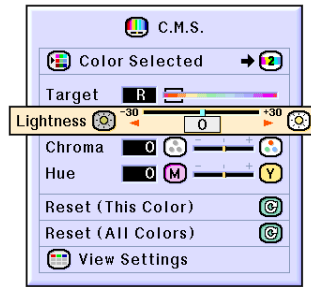 C.M.S.
Color Selected 2
Target R
Lightness -30 0 +30
Chroma 0 - +
Hue 0 M - + Y
Reset (This Color)
Reset (All Colors)
View Settings